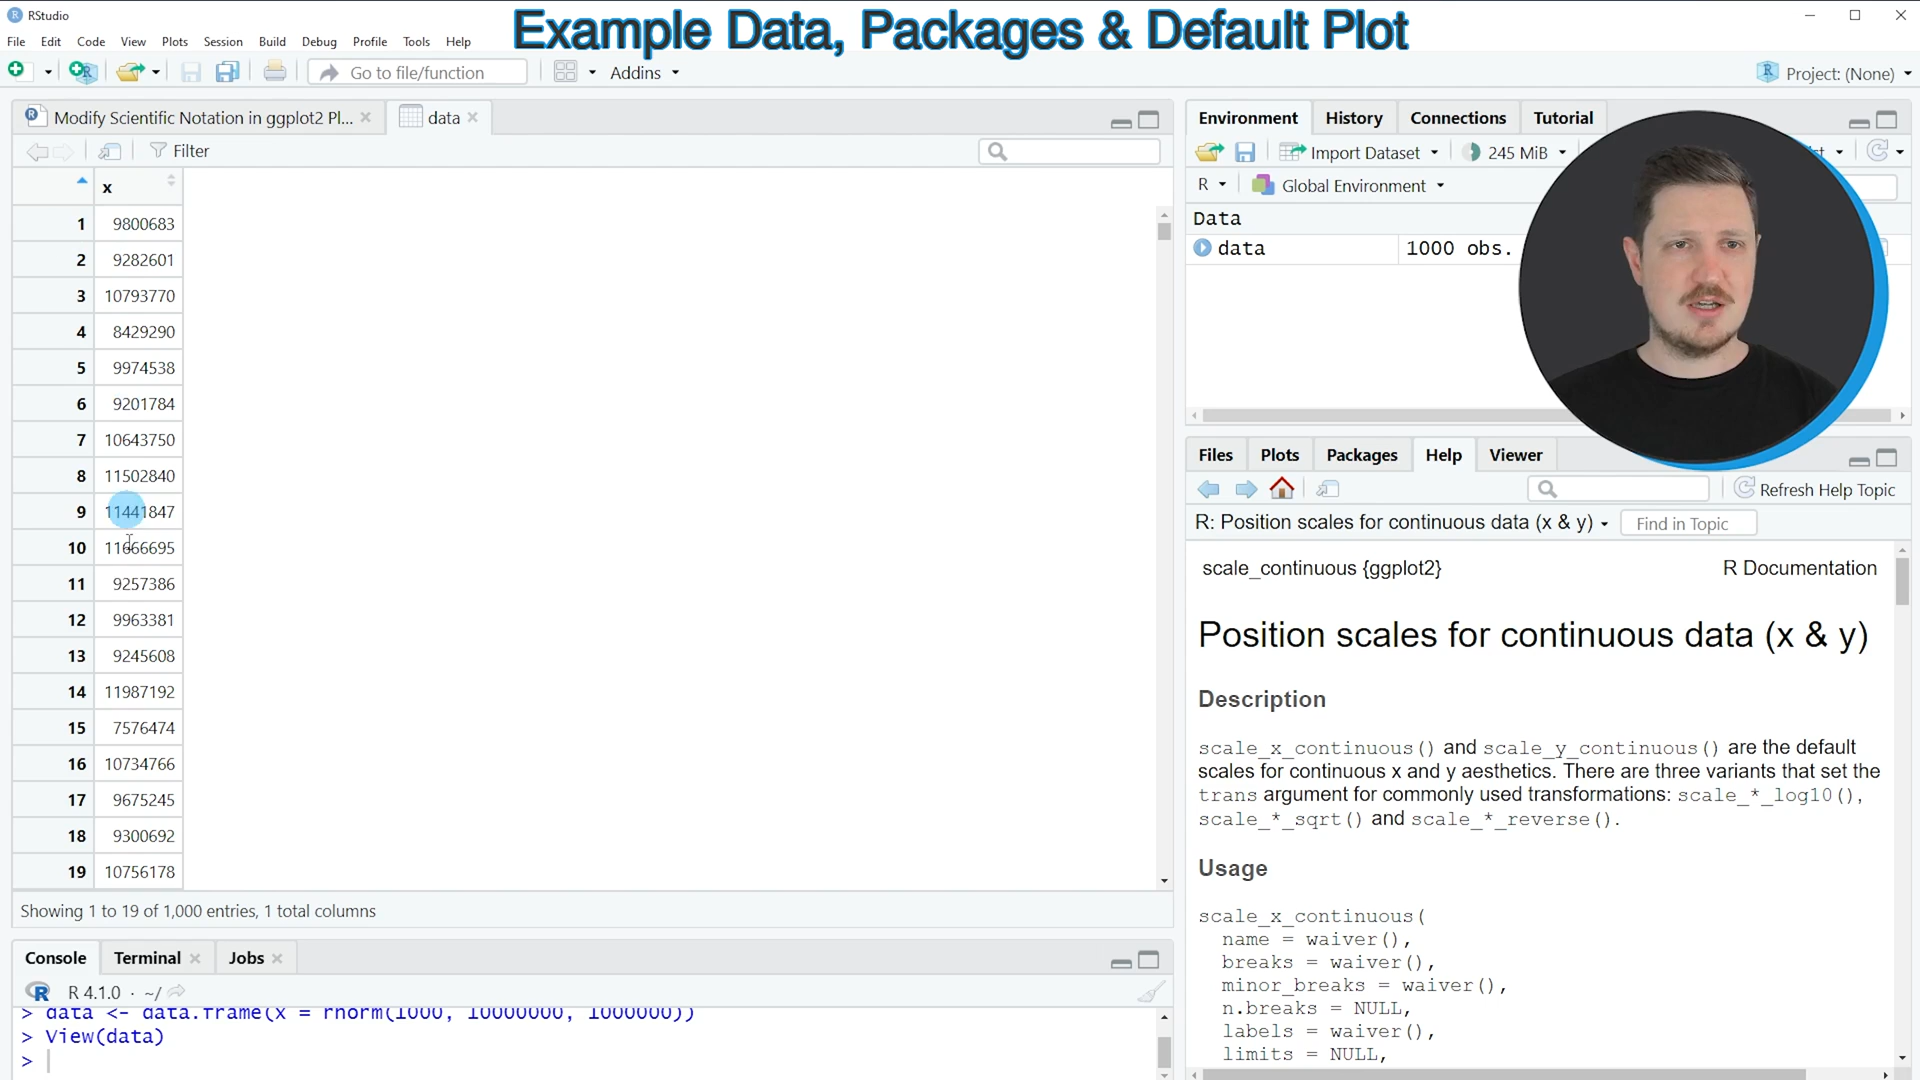 RStudio
Example Data, Packages & Default Plot
File Edit Code View Plots Session Build Debug Profile Tools Help
Go to file/function Addins Project: (None)
Modify Scientific Notation in ggplot2 Pl... data
Filter
x
1 9800683
2 9282601
3 10793770
4 8429290
5 9974538
6 9201784
7 10643750
8 11502840
9 11441847
10 11666695
11 9257386
12 9963381
13 9245608
14 11987192
15 7576474
16 10734766
17 9675245
18 9300692
19 10756178
Showing 1 to 19 of 1,000 entries, 1 total columns
Console Terminal Jobs
R 4.1.0 · ~/
> data <- data.frame(x = rnorm(1000, 10000000, 1000000))
> View(data)
>
Environment History Connections Tutorial
Import Dataset 245 MiB
R Global Environment
Data
data 1000 obs.
Files Plots Packages Help Viewer
Refresh Help Topic
R: Position scales for continuous data (x & y) Find in Topic
scale_continuous {ggplot2} R Documentation
Position scales for continuous data (x & y)
Description
scale_x_continuous() and scale_y_continuous() are the default
scales for continuous x and y aesthetics. There are three variants that set the
trans argument for commonly used transformations: scale_*_log10(),
scale_*_sqrt() and scale_*_reverse().
Usage
scale_x_continuous(
name = waiver(),
breaks = waiver(),
minor_breaks = waiver(),
n.breaks = NULL,
labels = waiver(),
limits = NULL,